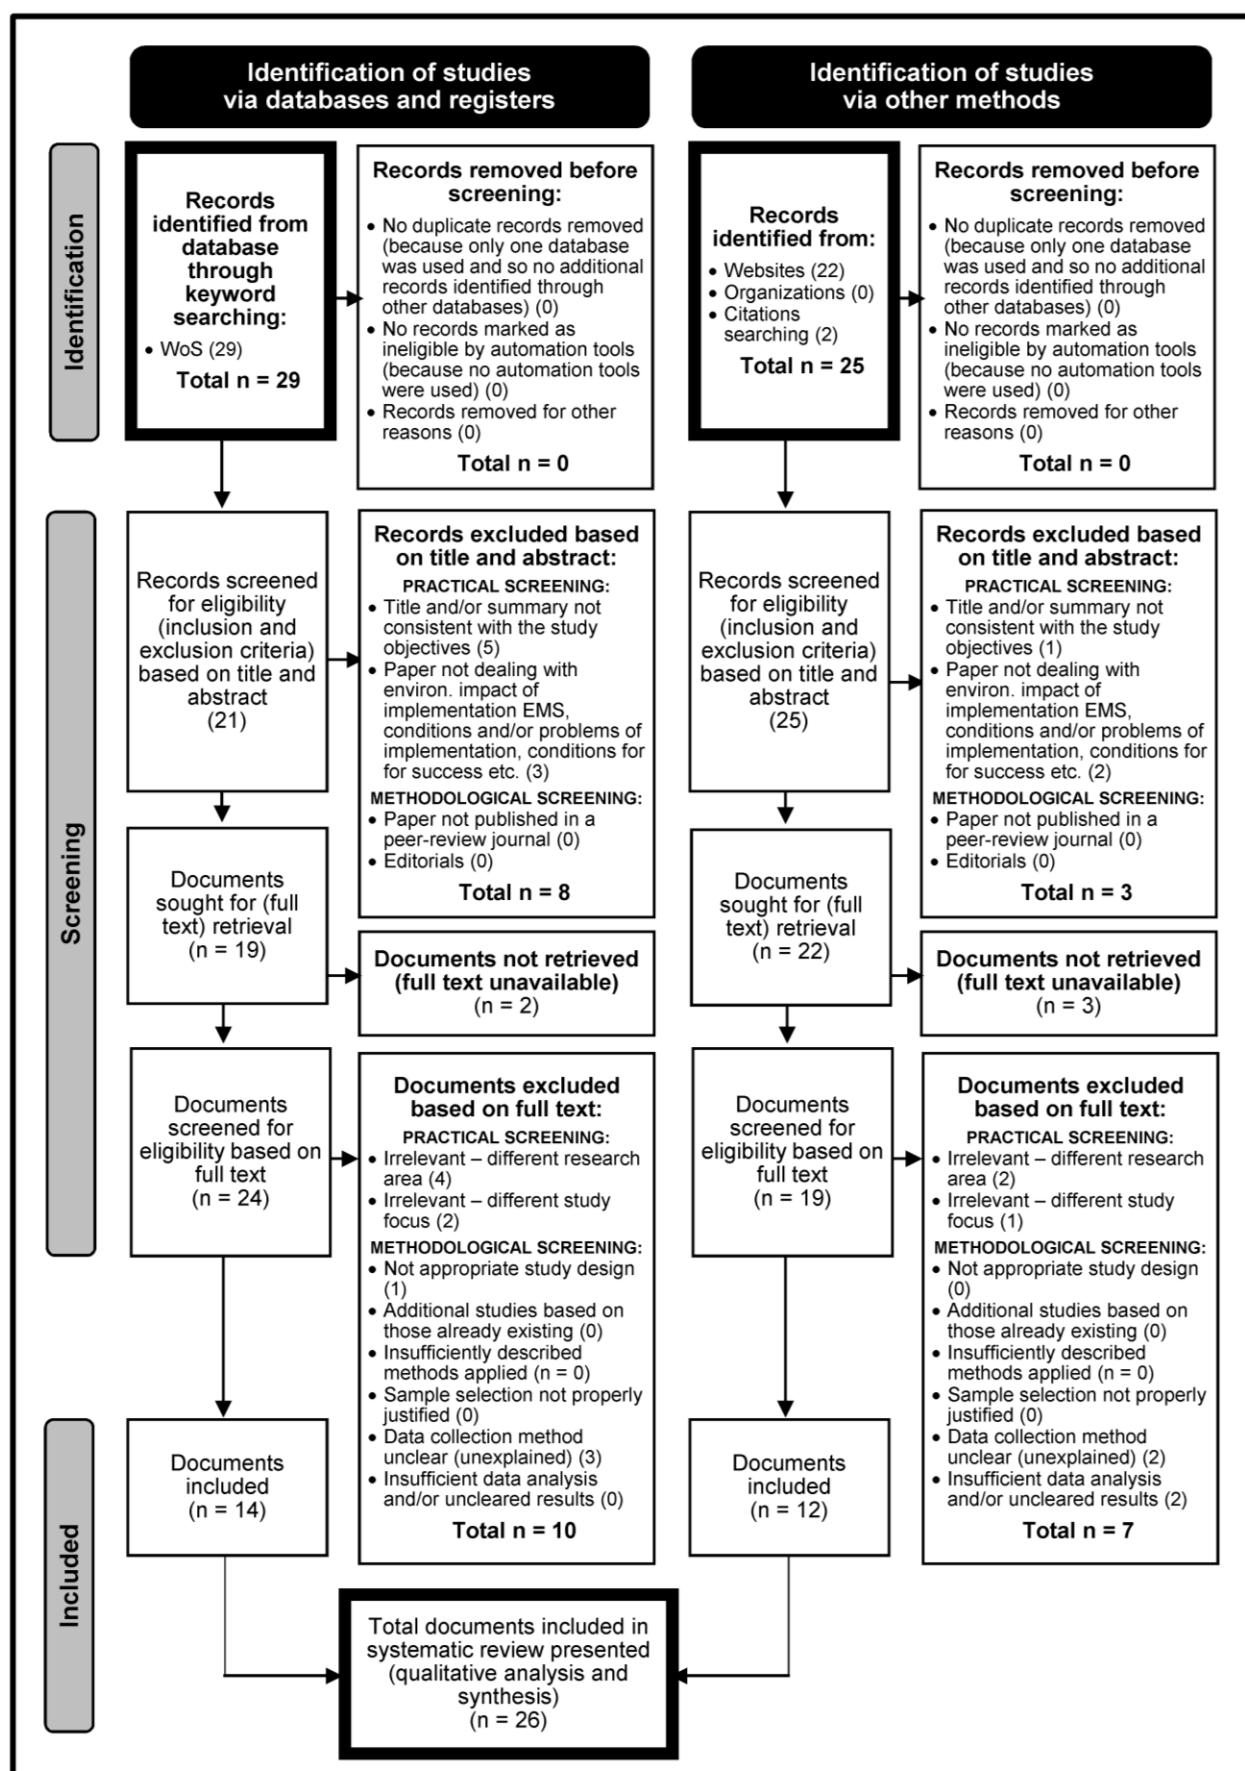 Identification of studies
via databases and registers
Identification of studies
via other methods
Identification
Records
identified from
database
through
keyword
searching:
• WoS (29)
Total n = 29
Records removed before
screening:
• No duplicate records removed
(because only one database
was used and so no additional
records identified through
other databases) (0)
• No records marked as
ineligible by automation tools
(because no automation tools
were used) (0)
• Records removed for other
reasons (0)
Total n = 0
Records
identified from:
• Websites (22)
• Organizations (0)
• Citations
searching (2)
Total n = 25
Records removed before
screening:
• No duplicate records removed
(because only one database
was used and so no additional
records identified through
other databases) (0)
• No records marked as
ineligible by automation tools
(because no automation tools
were used) (0)
• Records removed for other
reasons (0)
Total n = 0
Screening
Records screened
for eligibility
(inclusion and
exclusion criteria)
based on title and
abstract
(21)
Records excluded based
on title and abstract:
PRACTICAL SCREENING:
• Title and/or summary not
consistent with the study
objectives (5)
• Paper not dealing with
environ. impact of
implementation EMS,
conditions and/or problems of
implementation, conditions for
for success etc. (3)
METHODOLOGICAL SCREENING:
• Paper not published in a
peer-review journal (0)
• Editorials (0)
Total n = 8
Records screened
for eligibility
(inclusion and
exclusion criteria)
based on title and
abstract
(25)
Records excluded based
on title and abstract:
PRACTICAL SCREENING:
• Title and/or summary not
consistent with the study
objectives (1)
• Paper not dealing with
environ. impact of
implementation EMS,
conditions and/or problems of
implementation, conditions for
for success etc. (2)
METHODOLOGICAL SCREENING:
• Paper not published in a
peer-review journal (0)
• Editorials (0)
Total n = 3
Documents
sought for (full
text) retrieval
(n = 19)
Documents not retrieved
(full text unavailable)
(n = 2)
Documents
sought for (full
text) retrieval
(n = 22)
Documents not retrieved
(full text unavailable)
(n = 3)
Documents
screened for
eligibility based on
full text
(n = 24)
Documents excluded
based on full text:
PRACTICAL SCREENING:
• Irrelevant – different research
area (4)
• Irrelevant – different study
focus (2)
METHODOLOGICAL SCREENING:
• Not appropriate study design
(1)
• Additional studies based on
those already existing (0)
• Insufficiently described
methods applied (n = 0)
• Sample selection not properly
justified (0)
• Data collection method
unclear (unexplained) (3)
• Insufficient data analysis
and/or uncleared results (0)
Total n = 10
Documents
screened for
eligibility based on
full text
(n = 19)
Documents excluded
based on full text:
PRACTICAL SCREENING:
• Irrelevant – different research
area (2)
• Irrelevant – different study
focus (1)
METHODOLOGICAL SCREENING:
• Not appropriate study design
(0)
• Additional studies based on
those already existing (0)
• Insufficiently described
methods applied (n = 0)
• Sample selection not properly
justified (0)
• Data collection method
unclear (unexplained) (2)
• Insufficient data analysis
and/or uncleared results (2)
Total n = 7
Included
Documents
included
(n = 14)
Documents
included
(n = 12)
Total documents included in
systematic review presented
(qualitative analysis and
synthesis)
(n = 26)